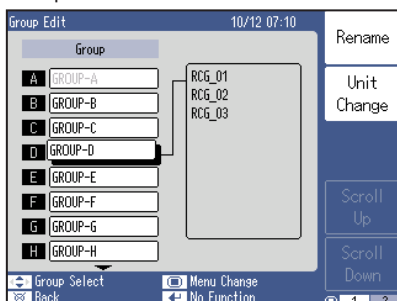 Group Edit 10/12 07:10
Group
A GROUP-A
B GROUP-B
C GROUP-C
D GROUP-D
E GROUP-E
F GROUP-F
G GROUP-G
H GROUP-H
RCG_01
RCG_02
RCG_03
Rename
Unit
Change
Scroll
Up
Scroll
Down
Group Select Menu Change
Back No Function
1 2